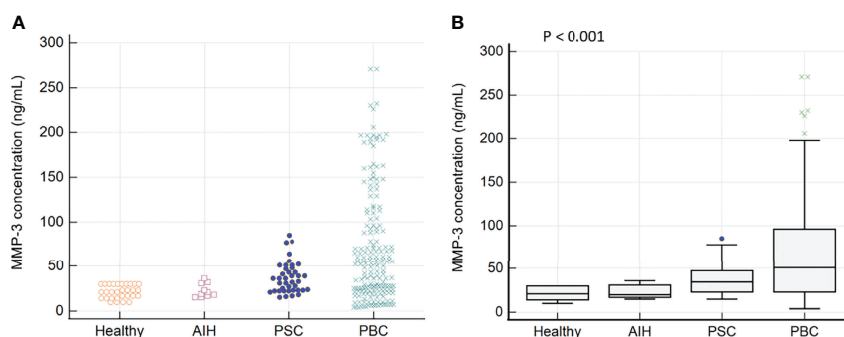 A
MMP-3 concentration (ng/mL)
300
250
200
150
100
50
0
Healthy AIH PSC PBC
B
P < 0.001
MMP-3 concentration (ng/mL)
300
250
200
150
100
50
0
Healthy AIH PSC PBC